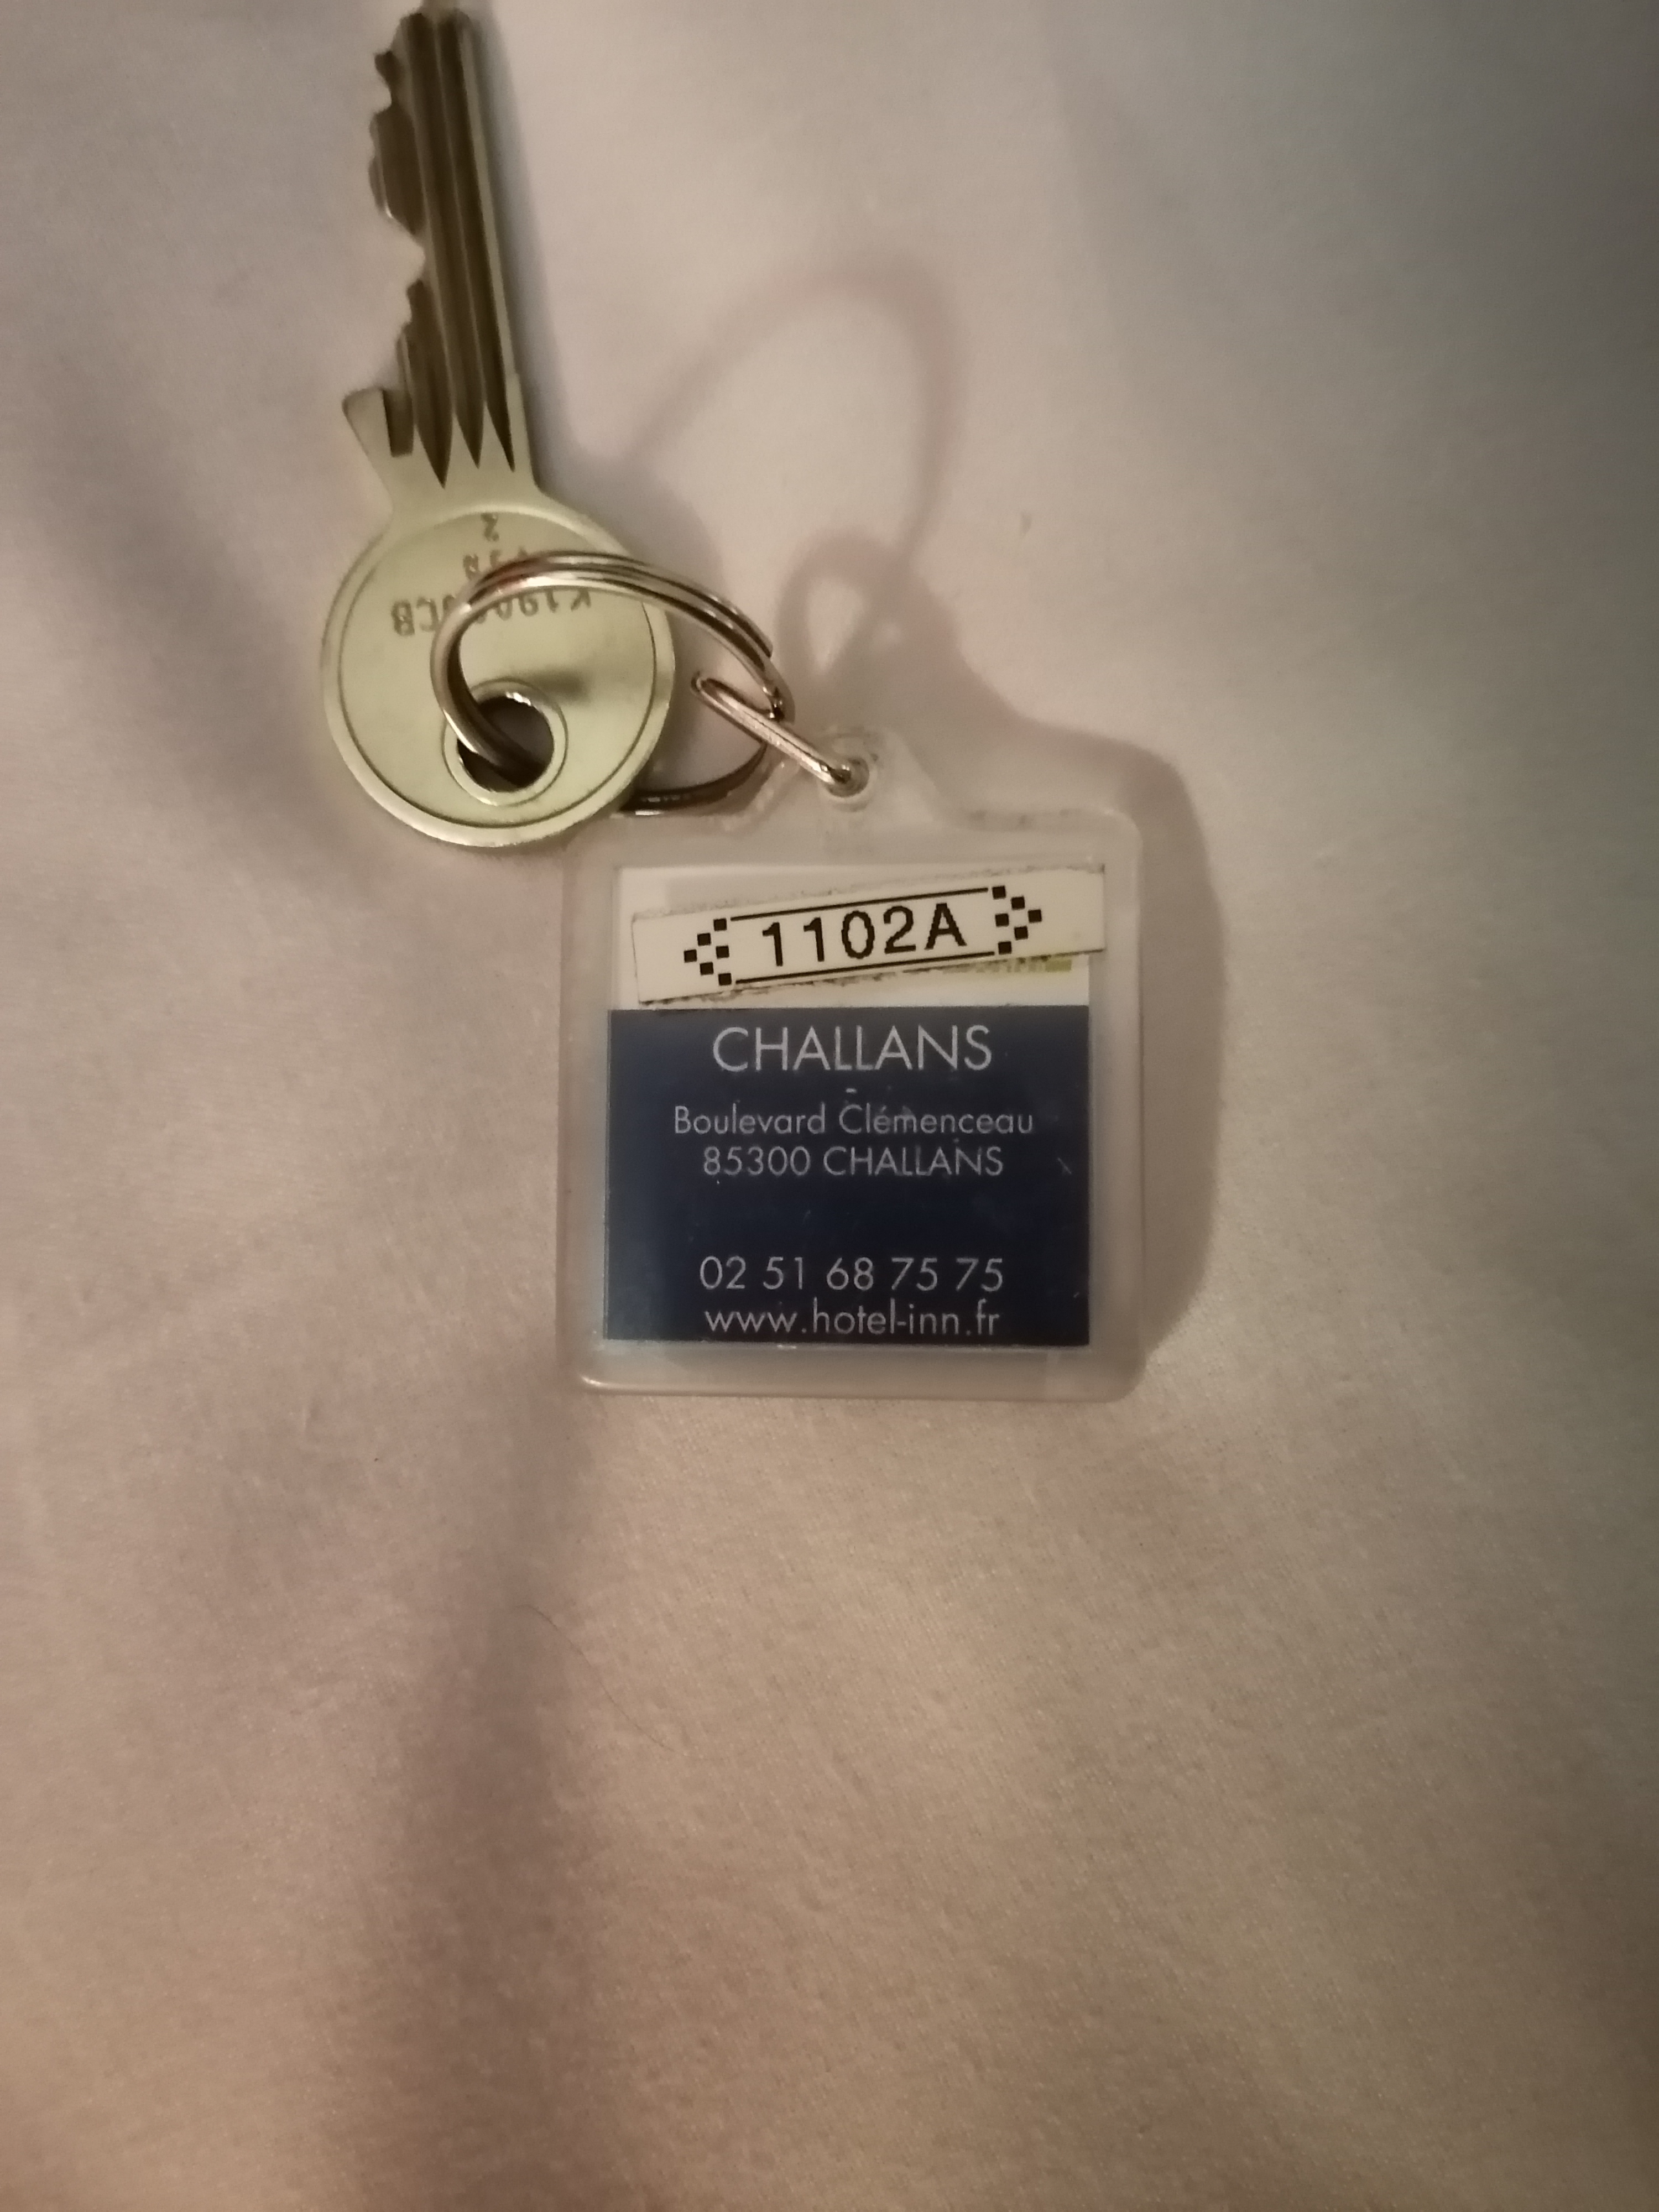 1102A
CHALLANS
-
Boulevard Clémenceau
85300 CHALLANS
02 51 68 75 75
www.hotel-inn.fr